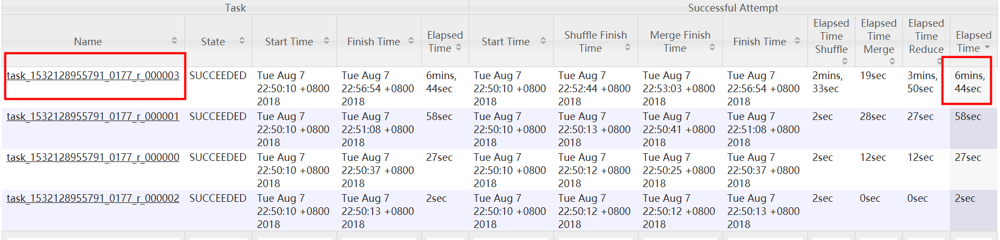 Task Successful Attempt
Name State Start Time Finish Time Elapsed Time Start Time Shuffle Finish Time Merge Finish Time Finish Time Elapsed Time Shuffle Elapsed Time Merge Elapsed Time Reduce Elapsed Time
task_1532128955791_0177_r_000003 SUCCEEDED Tue Aug 7 Tue Aug 7 6mins, Tue Aug 7 Tue Aug 7 Tue Aug 7 Tue Aug 7 2mins, 19sec 3mins, 6mins,
22:50:10 +0800 22:56:54 +0800 44sec 22:50:10 +0800 22:52:44 +0800 22:53:03 +0800 22:56:54 +0800 33sec 50sec 44sec
2018 2018 2018 2018 2018 2018
task_1532128955791_0177_r_000001 SUCCEEDED Tue Aug 7 Tue Aug 7 58sec Tue Aug 7 Tue Aug 7 Tue Aug 7 Tue Aug 7 2sec 28sec 27sec 58sec
22:50:10 +0800 22:51:08 +0800 22:50:10 +0800 22:50:13 +0800 22:50:41 +0800 22:51:08 +0800
2018 2018 2018 2018 2018 2018
task_1532128955791_0177_r_000000 SUCCEEDED Tue Aug 7 Tue Aug 7 27sec Tue Aug 7 Tue Aug 7 Tue Aug 7 Tue Aug 7 2sec 12sec 12sec 27sec
22:50:10 +0800 22:50:37 +0800 22:50:10 +0800 22:50:12 +0800 22:50:25 +0800 22:50:37 +0800
2018 2018 2018 2018 2018 2018
task_1532128955791_0177_r_000002 SUCCEEDED Tue Aug 7 Tue Aug 7 2sec Tue Aug 7 Tue Aug 7 Tue Aug 7 Tue Aug 7 2sec 0sec 0sec 2sec
22:50:10 +0800 22:50:13 +0800 22:50:10 +0800 22:50:12 +0800 22:50:12 +0800 22:50:13 +0800
2018 2018 2018 2018 2018 2018